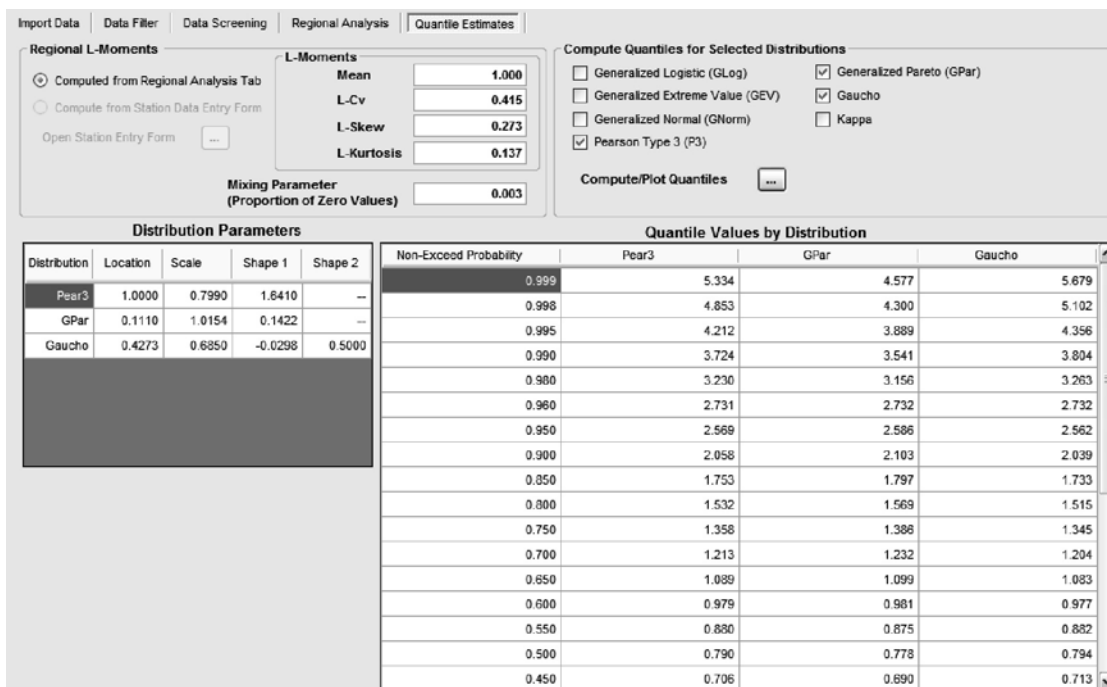 Import Data Data Filter Data Screening Regional Analysis Quantile Estimates
Regional L-Moments
Computed from Regional Analysis Tab
Compute from Station Data Entry Form
Open Station Entry Form ...
L-Moments
Mean 1.000
L-Cv 0.415
L-Skew 0.273
L-Kurtosis 0.137
Mixing Parameter
(Proportion of Zero Values) 0.003
Compute Quantiles for Selected Distributions
Generalized Logistic (GLog)
Generalized Extreme Value (GEV)
Generalized Normal (GNorm)
Pearson Type 3 (P3)
Generalized Pareto (GPar)
Gaucho
Kappa
Compute/Plot Quantiles ...
Distribution Parameters
Distribution Location Scale Shape 1 Shape 2
Pear3 1.0000 0.7990 1.6410 --
GPar 0.1110 1.0154 0.1422 --
Gaucho 0.4273 0.6850 -0.0298 0.5000
Quantile Values by Distribution
Non-Exceed Probability Pear3 GPar Gaucho
0.999 5.334 4.577 5.679
0.998 4.853 4.300 5.102
0.995 4.212 3.889 4.356
0.990 3.724 3.541 3.804
0.980 3.230 3.156 3.263
0.960 2.731 2.732 2.732
0.950 2.569 2.586 2.562
0.900 2.058 2.103 2.039
0.850 1.753 1.797 1.733
0.800 1.532 1.569 1.515
0.750 1.358 1.386 1.345
0.700 1.213 1.232 1.204
0.650 1.089 1.099 1.083
0.600 0.979 0.981 0.977
0.550 0.880 0.875 0.882
0.500 0.790 0.778 0.794
0.450 0.706 0.690 0.713